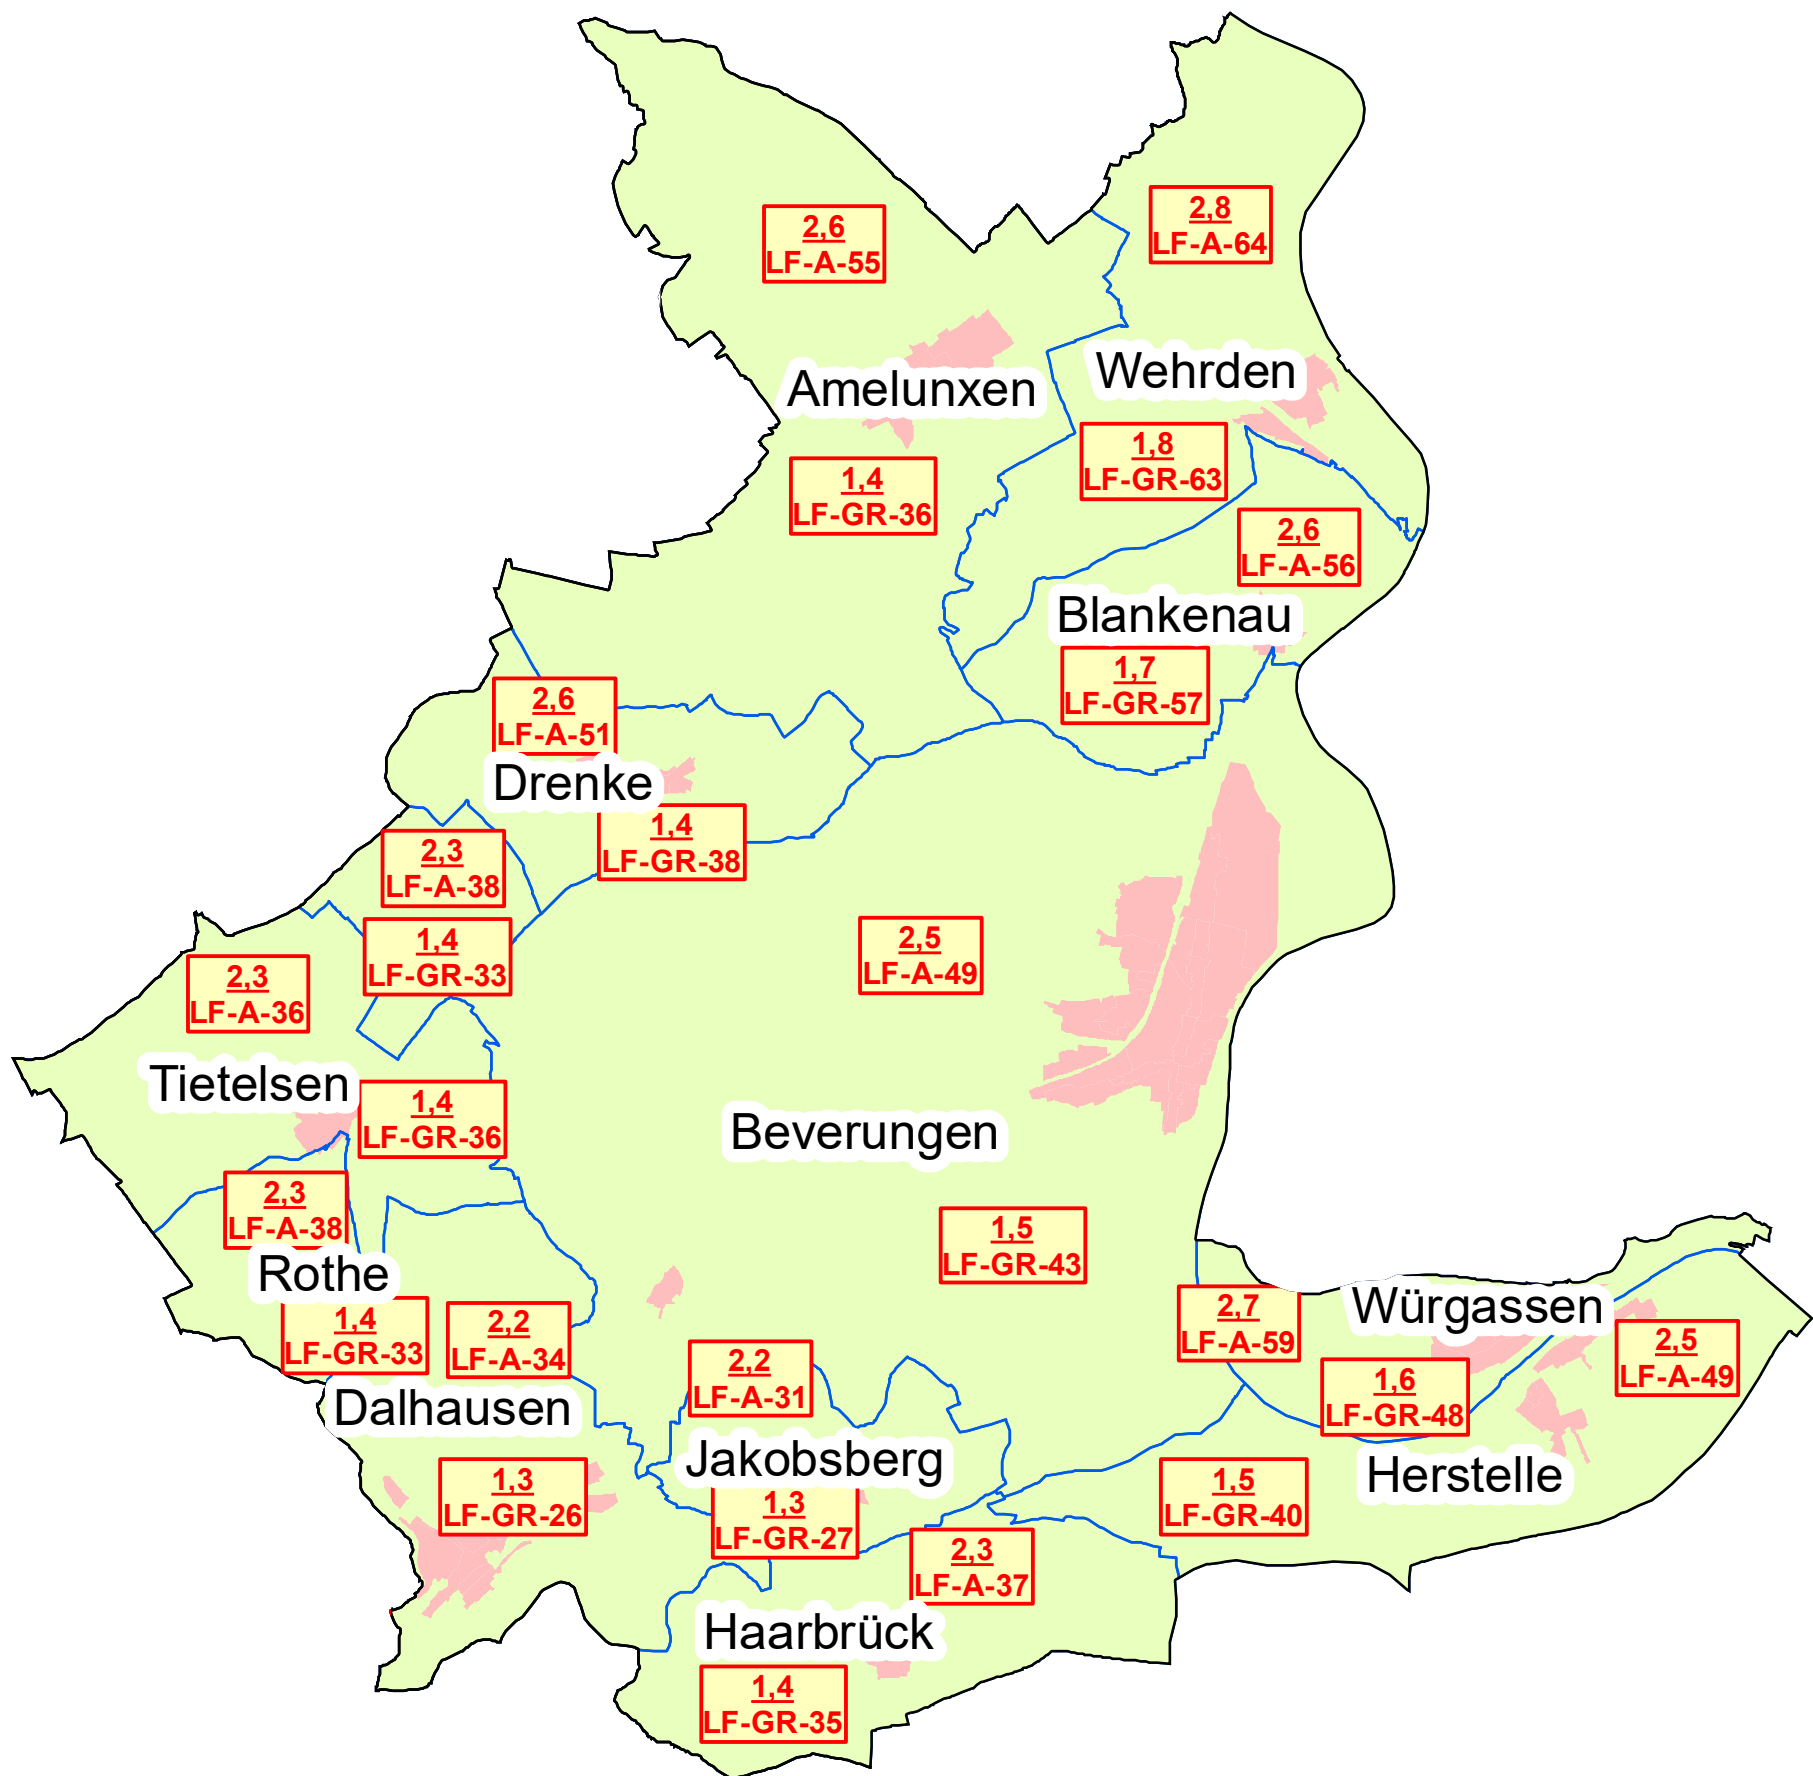 2,8
LF-A-64
2,6
LF-A-55
Wehrden
Amelunxen
1,8
LF-GR-63
1,4
LF-GR-36
2,6
LF-A-56
Blankenau
1,7
LF-GR-57
2,6
LF-A-51
Drenke
1,4
LF-GR-38
2,3
LF-A-38
2,5
LF-A-49
1,4
LF-GR-33
2,3
LF-A-36
Tietelsen
1,4
LF-GR-36
Beverungen
2,3
LF-A-38
1,5
LF-GR-43
Rothe
2,7
LF-A-59
Würgassen
1,4
LF-GR-33
2,2
LF-A-34
2,5
LF-A-49
2,2
LF-A-31
1,6
LF-GR-48
Dalhausen
Jakobsberg
Herstelle
1,3
LF-GR-26
1,5
LF-GR-40
1,3
LF-GR-27
2,3
LF-A-37
Haarbrück
1,4
LF-GR-35